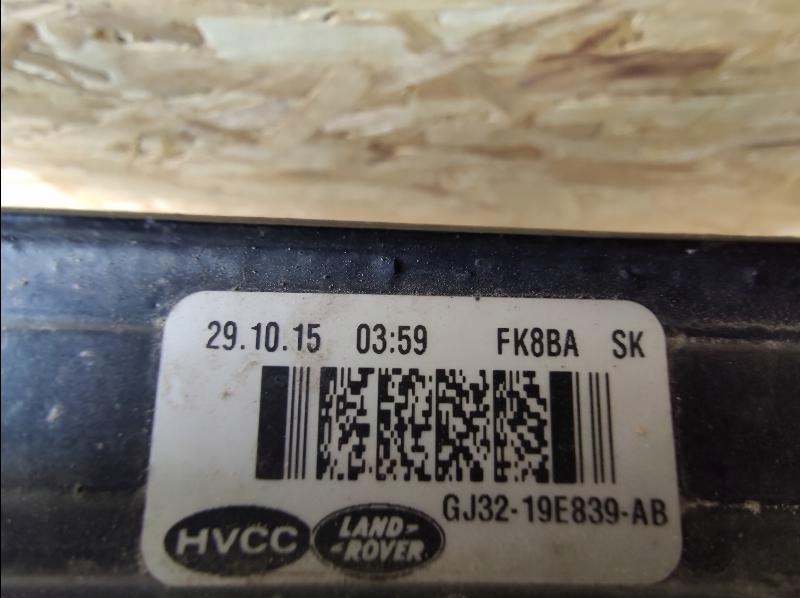 29.10.15 03:59 FK8BA SK
GJ32-19E839-AB
HVCC LAND-
-ROVER